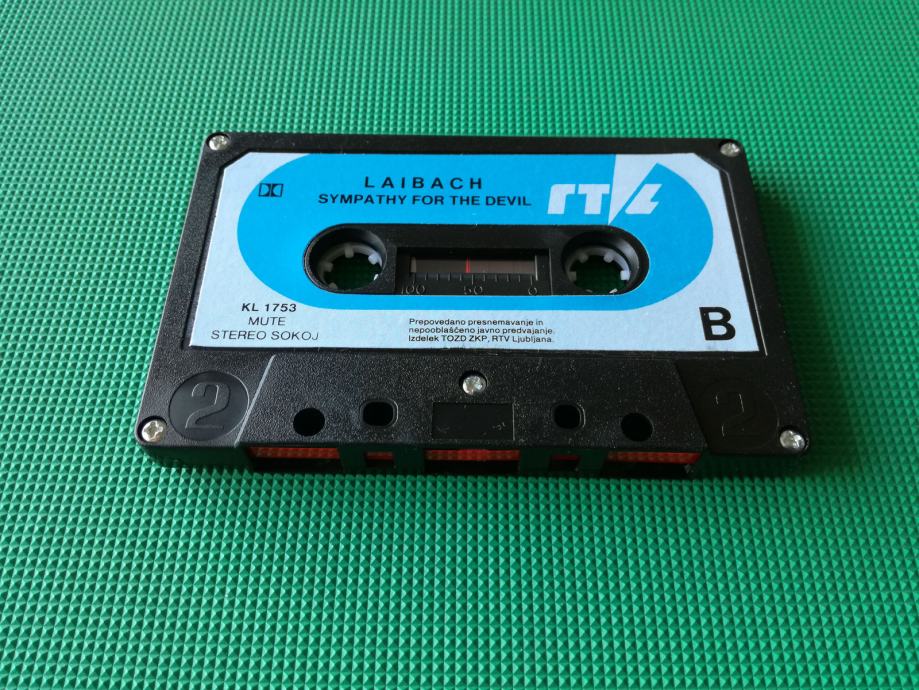 LAIBACH
SYMPATHY FOR THE DEVIL
RTVL
100 50 0
KL 1753
MUTE
STEREO SOKOJ
Prepovedano presnemavanje in
nepooblaščeno javno predvajanje.
Izdelek TOZD ZKP, RTV Ljubljana.
B
2
2